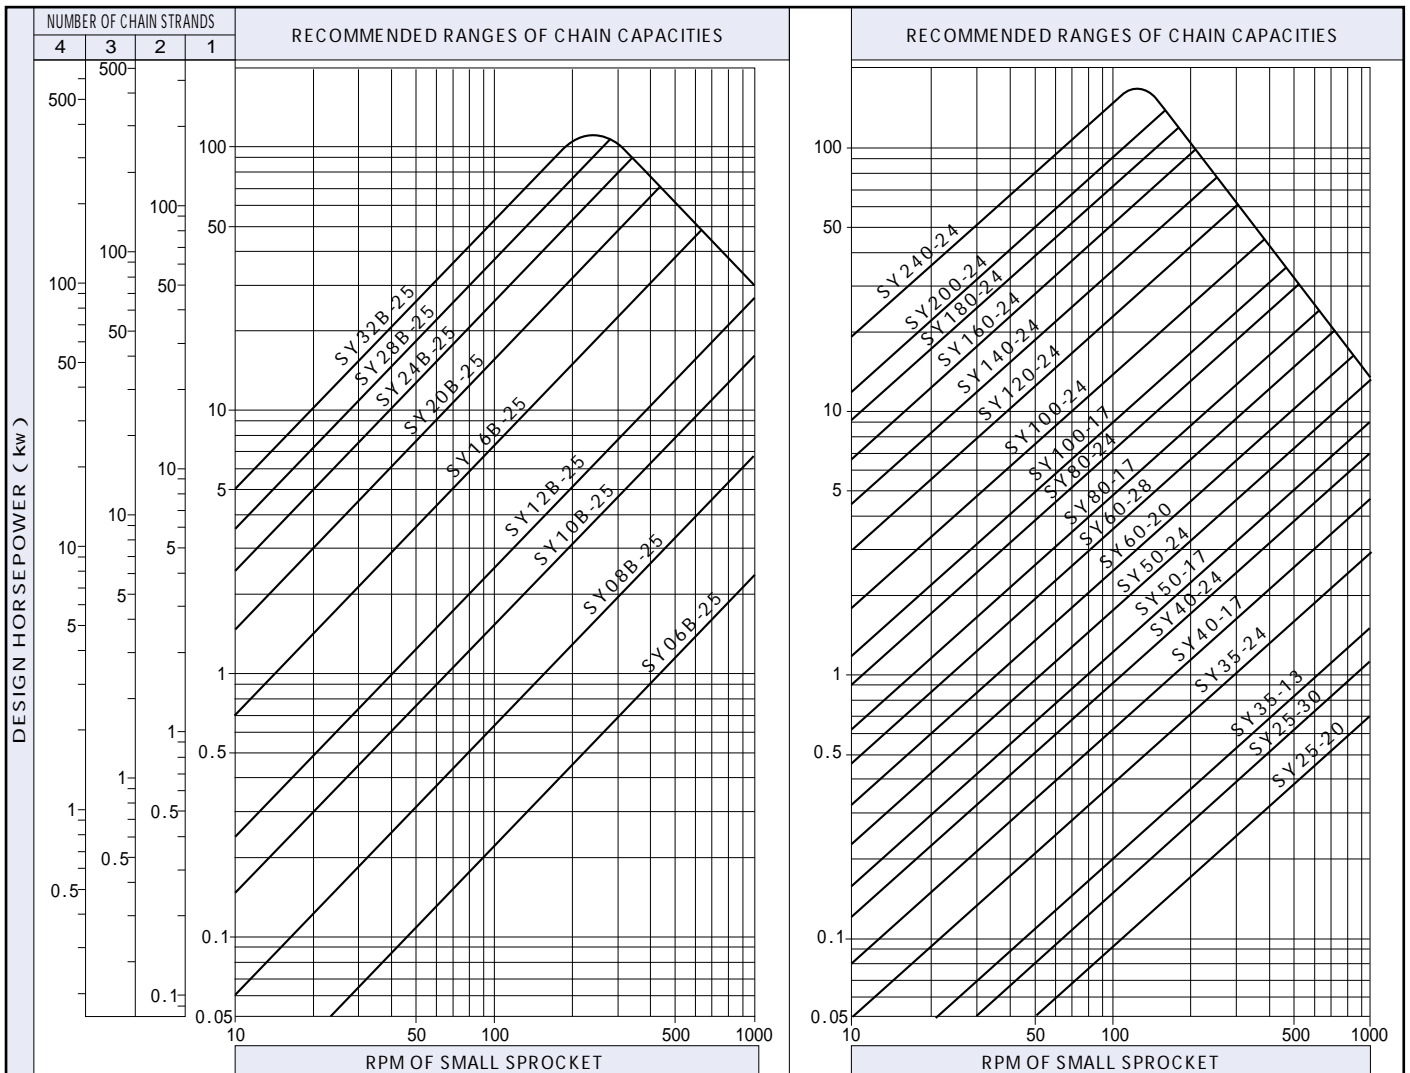 NUMBER OF CHAIN STRANDS
4 3 2 1
RECOMMENDED RANGES OF CHAIN CAPACITIES
RECOMMENDED RANGES OF CHAIN CAPACITIES
DESIGN HORSEPOWER ( kw )
500
100
50
10
5
1
0.5
500
100
50
10
5
1
0.5
100
50
10
5
1
0.5
0.1
100
50
10
5
1
0.5
0.1
0.05
SY32B-25
SY28B-25
SY24B-25
SY20B-25
SY16B-25
SY12B-25
SY10B-25
SY08B-25
SY06B-25
10 50 100 500 1000
RPM OF SMALL SPROCKET
100
50
10
5
1
0.5
0.1
0.05
SY240-24
SY200-24
SY180-24
SY160-24
SY140-24
SY120-24
SY100-24
SY100-17
SY80-24
SY80-17
SY60-28
SY60-20
SY50-24
SY50-17
SY40-24
SY40-17
SY35-24
SY35-13
SY25-30
SY25-20
10 50 100 500 1000
RPM OF SMALL SPROCKET